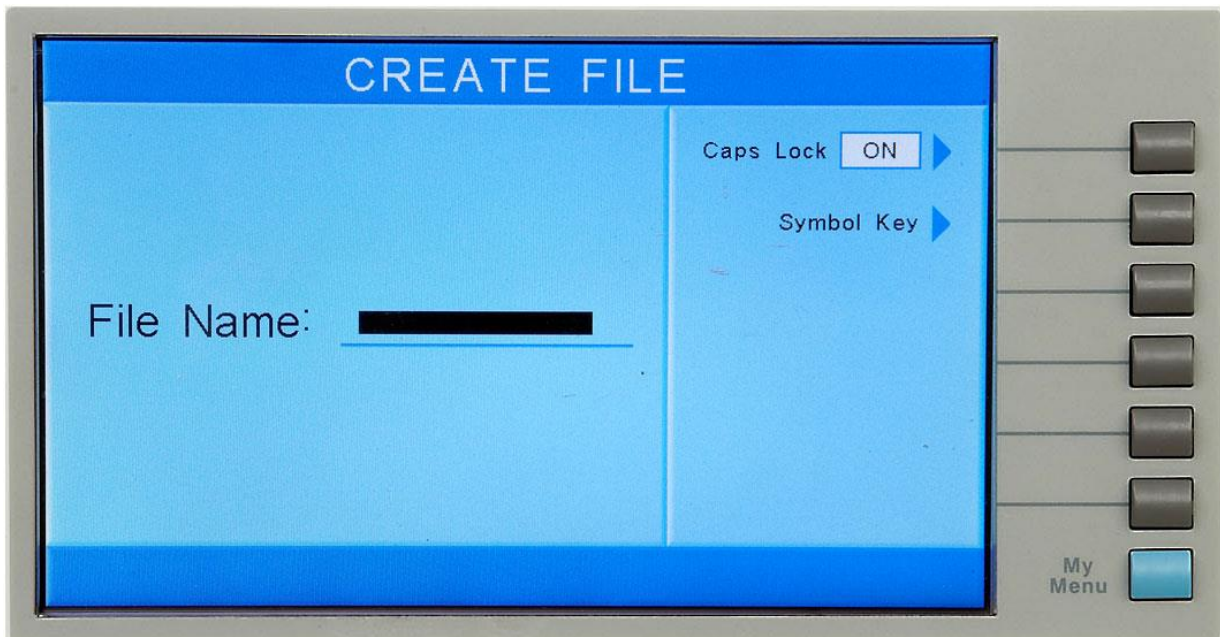 CREATE FILE
Caps Lock ON
Symbol Key
File Name:
My
Menu